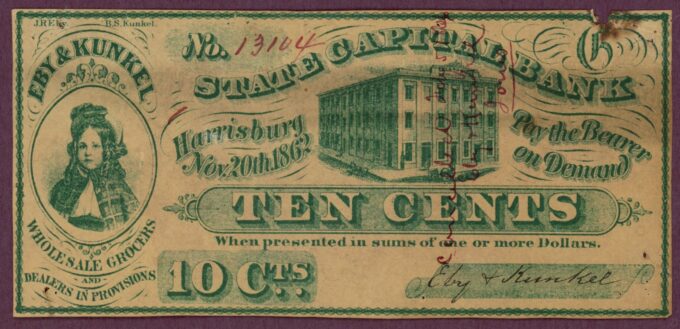 J.R.Eby. B.S.Kunkel.
EBY & KUNKEL
WHOLESALE GROCERS
AND
DEALERS IN PROVISIONS
No. 13104
STATE CAPITAL BANK
Harrisburg
Nov. 20th 1862
Pay the Bearer
on Demand
TEN CENTS
When presented in sums of one or more Dollars.
10 CTS.
Eby & Kunkel